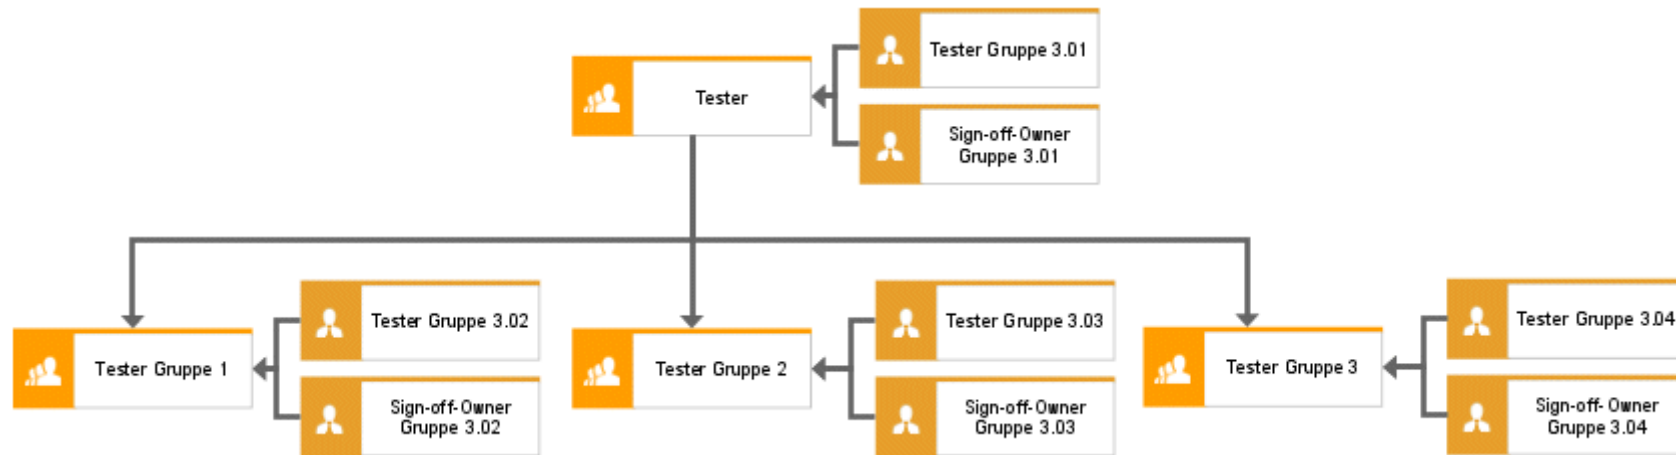 Tester Gruppe 3.01
Tester
Sign-off-Owner
Gruppe 3.01
Tester Gruppe 3.02
Tester Gruppe 1
Sign-off-Owner
Gruppe 3.02
Tester Gruppe 3.03
Tester Gruppe 2
Sign-off-Owner
Gruppe 3.03
Tester Gruppe 3.04
Tester Gruppe 3
Sign-off-Owner
Gruppe 3.04